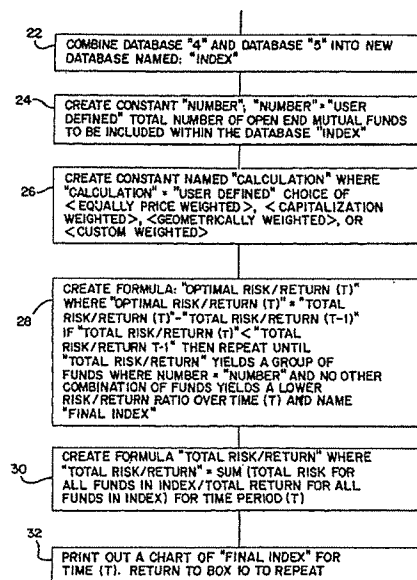 22
COMBINE DATABASE "4" AND DATABASE "5" INTO NEW
DATABASE NAMED: "INDEX"
24
CREATE CONSTANT "NUMBER"; "NUMBER"="USER
DEFINED" TOTAL NUMBER OF OPEN END MUTUAL FUNDS
TO BE INCLUDED WITHIN THE DATABASE "INDEX"
26
CREATE CONSTANT NAMED "CALCULATION" WHERE
"CALCULATION" = "USER DEFINED" CHOICE OF
<EQUALLY PRICE WEIGHTED>, <CAPITALIZATION
WEIGHTED>, <GEOMETRICALLY WEIGHTED>, OR
<CUSTOM WEIGHTED>
28
CREATE FORMULA: "OPTIMAL RISK/RETURN (T)"
WHERE "OPTIMAL RISK/RETURN (T)" = "TOTAL
RISK/RETURN (T)"-"TOTAL RISK/RETURN (T-1)"
IF "TOTAL RISK/RETURN (T)"<"TOTAL
RISK/RETURN T-1" THEN REPEAT UNTIL
"TOTAL RISK/RETURN" YIELDS A GROUP OF
FUNDS WHERE NUMBER = "NUMBER" AND NO OTHER
COMBINATION OF FUNDS YIELDS A LOWER
RISK/RETURN RATIO OVER TIME (T) AND NAME
"FINAL INDEX"
30
CREATE FORMULA "TOTAL RISK/RETURN" WHERE
"TOTAL RISK/RETURN" = SUM (TOTAL RISK FOR
ALL FUNDS IN INDEX/TOTAL RETURN FOR ALL
FUNDS IN INDEX) FOR TIME PERIOD (T)
32
PRINT OUT A CHART OF "FINAL INDEX" FOR
TIME (T). RETURN TO BOX 10 TO REPEAT